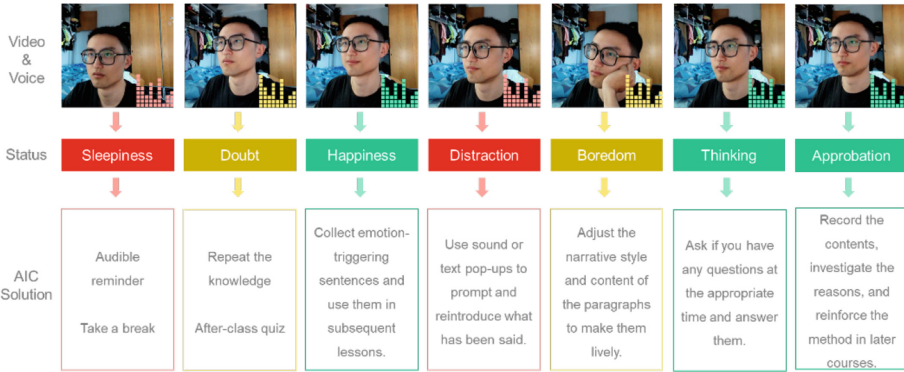 Video
&
Voice
Status
Sleepiness
Doubt
Happiness
Distraction
Boredom
Thinking
Approbation
AIC
Solution
Audible
reminder
Take a break
Repeat the
knowledge
After-class quiz
Collect emotion-
triggering
sentences and
use them in
subsequent
lessons.
Use sound or
text pop-ups to
prompt and
reintroduce what
has been said.
Adjust the
narrative style
and content of
the paragraphs
to make them
lively.
Ask if you have
any questions at
the appropriate
time and answer
them.
Record the
contents,
investigate the
reasons, and
reinforce the
method in later
courses.